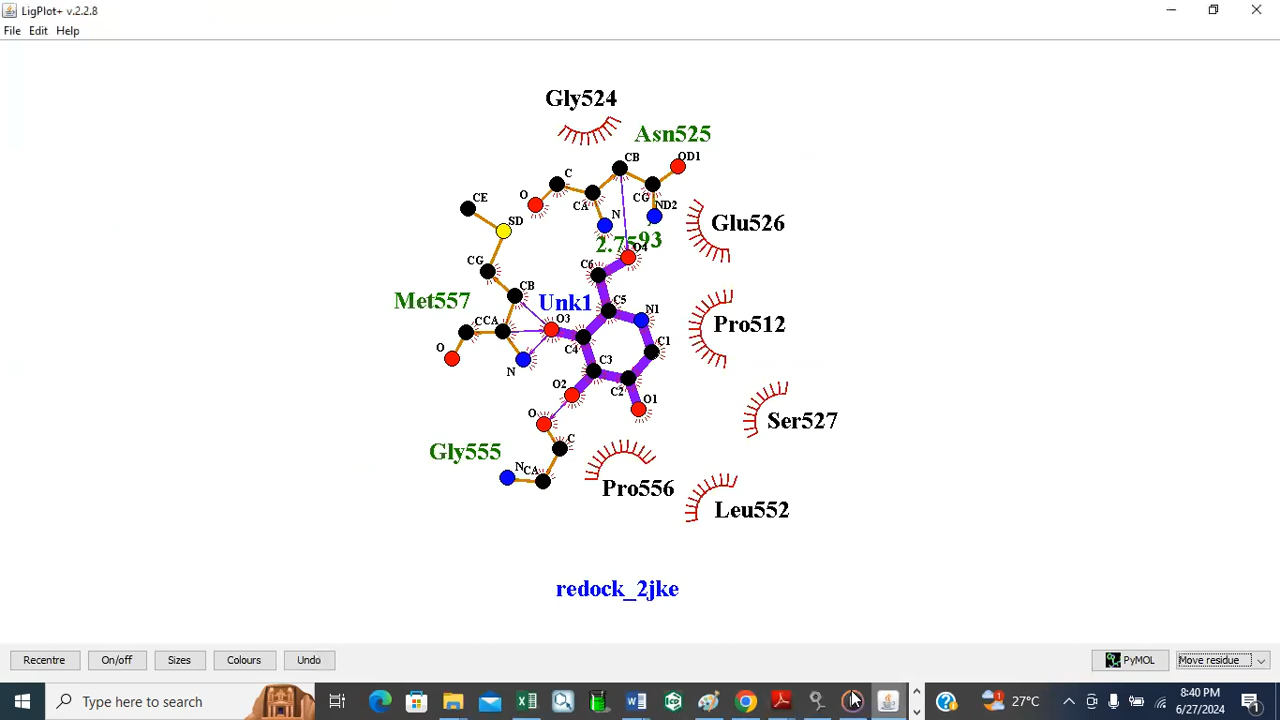 LigPlot+ v.2.2.8
File Edit Help
Gly524
Asn525
CB
OD1
C
CE
O
CA
CG
ND2
N
SD
Glu526
2.75
93
O4
CG
C6
CB
Met557
Unk1
C5
N1
Pro512
O3
C
CA
C4
C1
O
N
C3
O2
C2
O1
O
Ser527
C
Gly555
N
CA
Pro556
Leu552
redock_2jke
Recentre On/off Sizes Colours Undo PyMOL Move residue
Type here to search
27°C
8:40 PM
6/27/2024
1